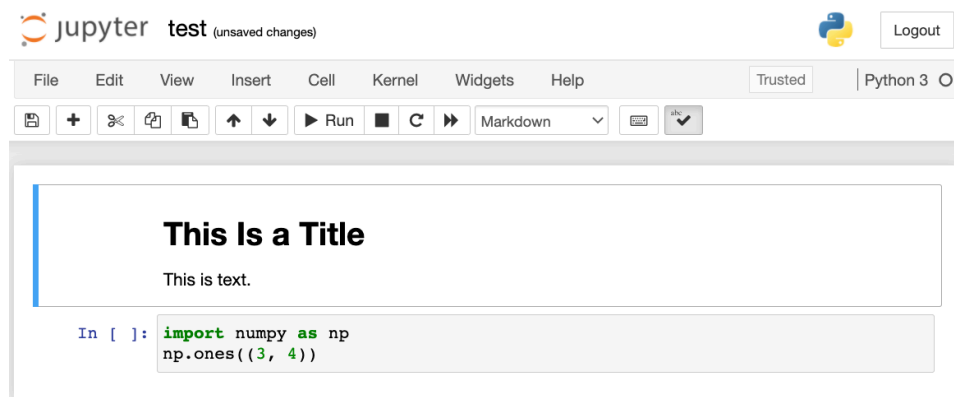 jupyter test (unsaved changes) Logout
File Edit View Insert Cell Kernel Widgets Help Trusted Python 3
Run Markdown abc
This Is a Title
This is text.
In [ ]: import numpy as np
np.ones((3, 4))